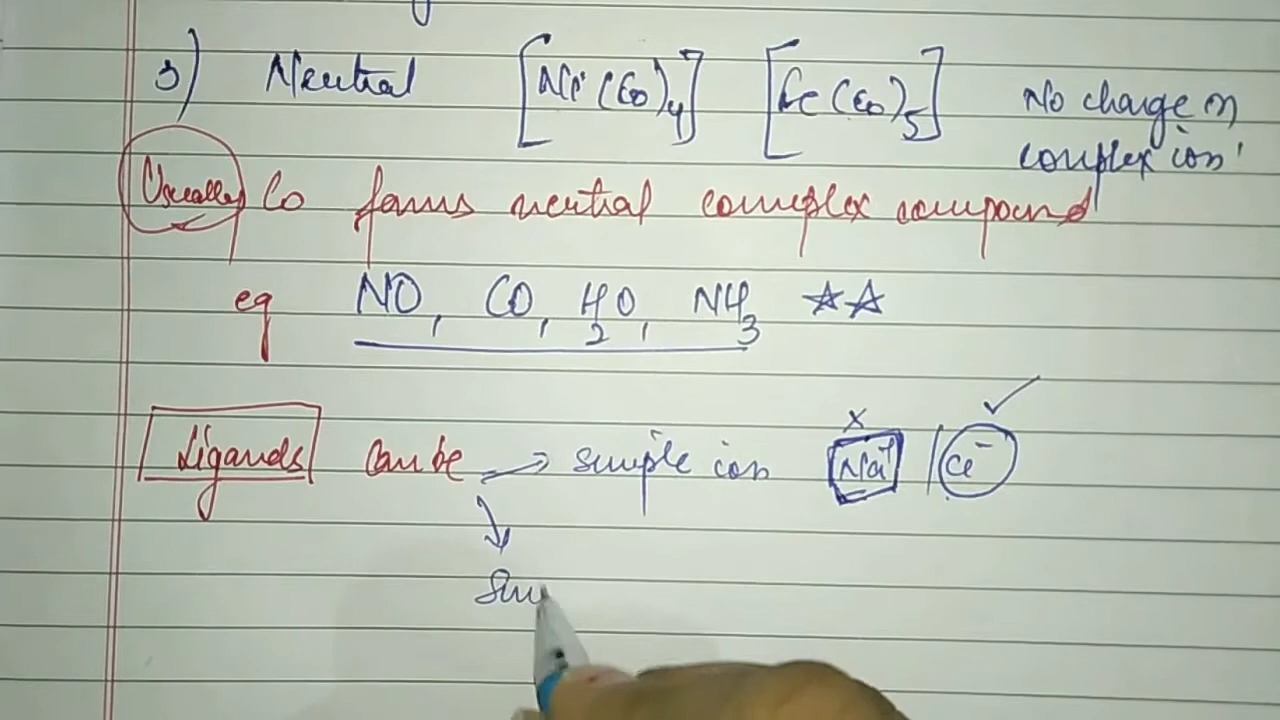 3) Neutral [Ni(CO)4] [Fe(CO)5] No charge on
complex ion
Usually CO forms neutral complex compound
eg NO, CO, H2O, NH3 ☆☆
Ligands can be → simple ion x Na+ | Cl- ✓
↓
Sim